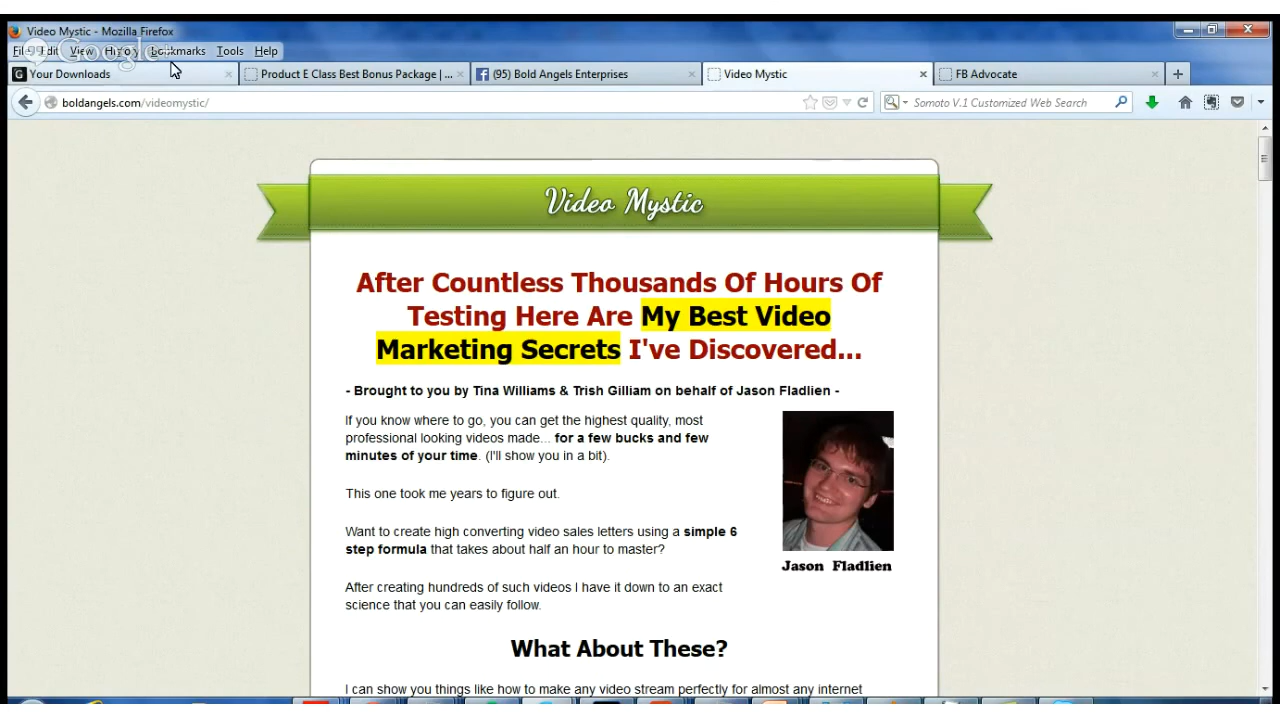 Video Mystic - Mozilla Firefox
File Edit View History Bookmarks Tools Help
Google+
G Your Downloads
Product E Class Best Bonus Package | ...
(95) Bold Angels Enterprises
Video Mystic
FB Advocate
boldangels.com/videomystic/
Somoto V.1 Customized Web Search
Video Mystic
After Countless Thousands Of Hours Of
Testing Here Are My Best Video
Marketing Secrets I've Discovered...
- Brought to you by Tina Williams & Trish Gilliam on behalf of Jason Fladlien -
If you know where to go, you can get the highest quality, most
professional looking videos made... for a few bucks and few
minutes of your time. (I'll show you in a bit).
This one took me years to figure out.
Want to create high converting video sales letters using a simple 6
step formula that takes about half an hour to master?
After creating hundreds of such videos I have it down to an exact
science that you can easily follow.
Jason Fladlien
What About These?
I can show you things like how to make any video stream perfectly for almost any internet